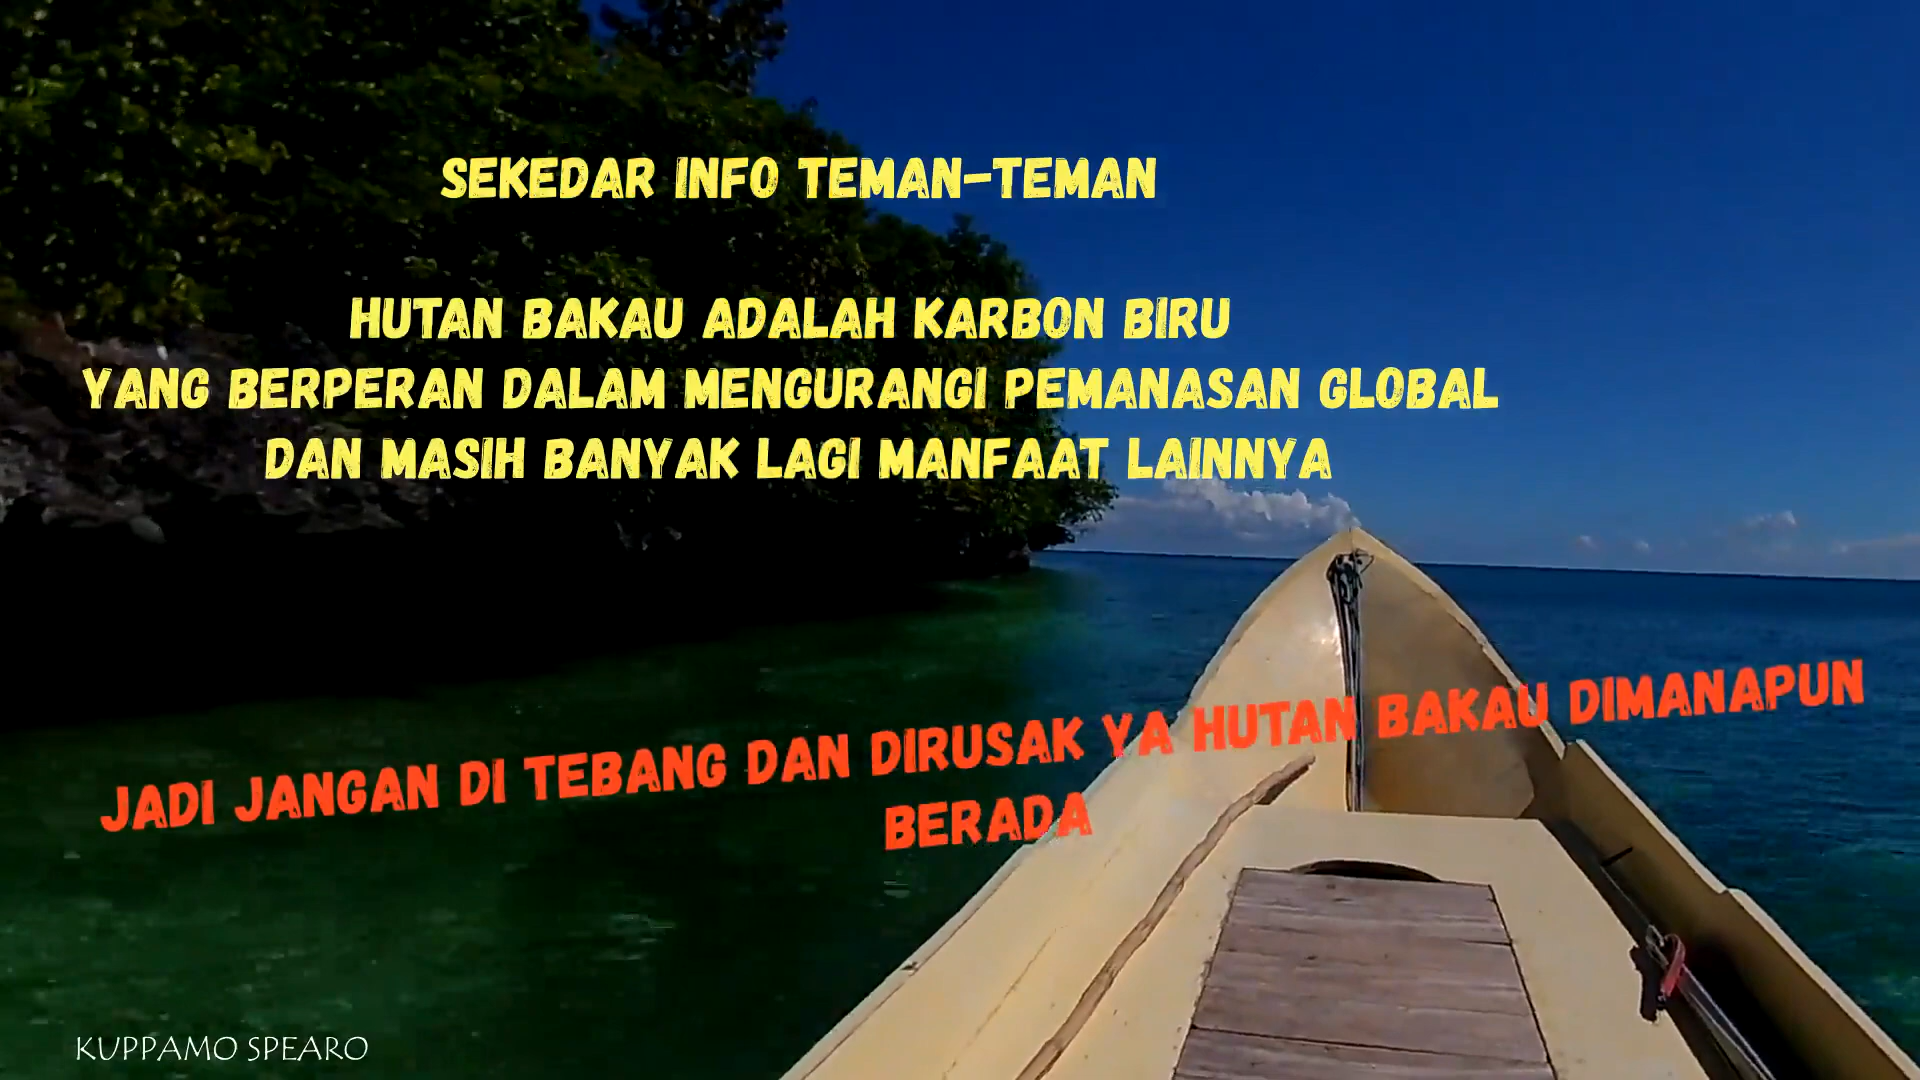 SEKEDAR INFO TEMAN-TEMAN
HUTAN BAKAU ADALAH KARBON BIRU
YANG BERPERAN DALAM MENGURANGI PEMANASAN GLOBAL
DAN MASIH BANYAK LAGI MANFAAT LAINNYA
JADI JANGAN DI TEBANG DAN DIRUSAK YA HUTAN BAKAU DIMANAPUN
BERADA
KUPPAMO SPEARO